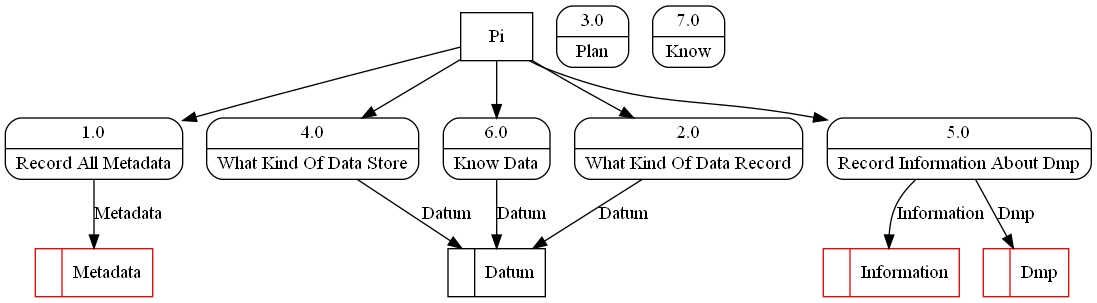 Pi
3.0
Plan
7.0
Know
1.0
Record All Metadata
4.0
What Kind Of Data Store
6.0
Know Data
2.0
What Kind Of Data Record
5.0
Record Information About Dmp
Metadata
Datum
Datum
Datum
Information
Dmp
Metadata
Datum
Information
Dmp